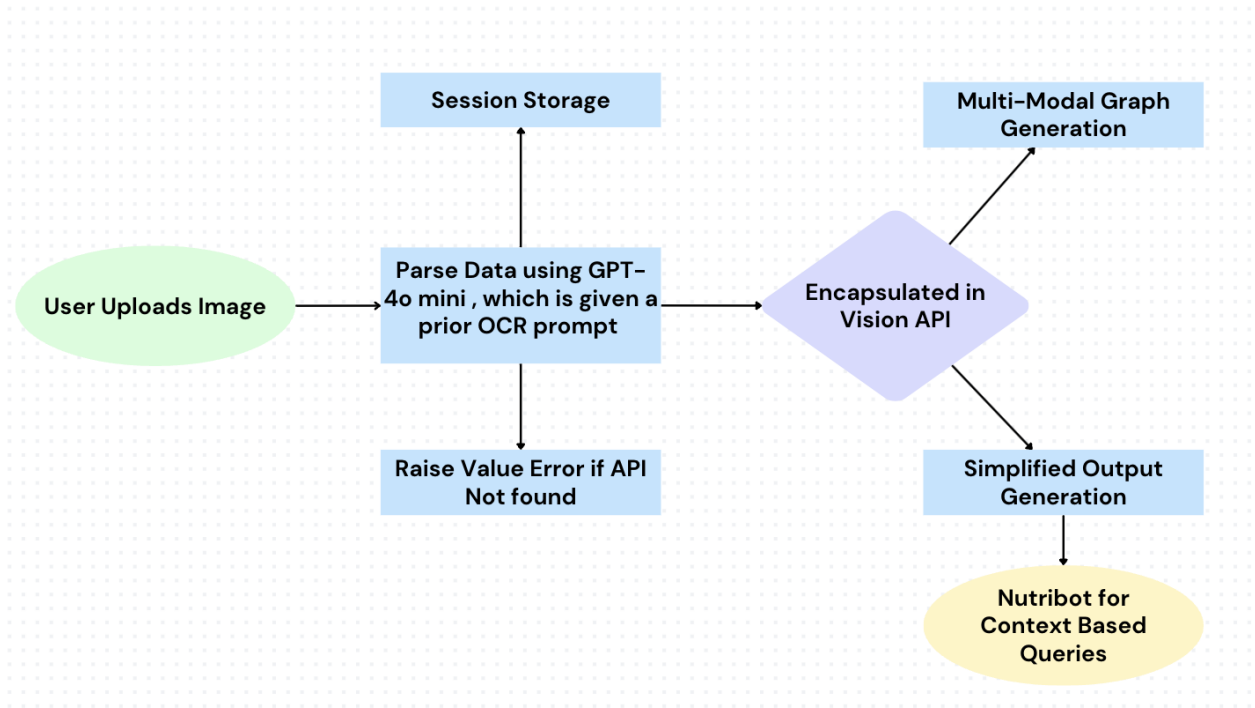 Session Storage
Multi-Modal Graph
Generation
User Uploads Image
Parse Data using GPT-
4o mini , which is given a
prior OCR prompt
Encapsulated in
Vision API
Raise Value Error if API
Not found
Simplified Output
Generation
Nutribot for
Context Based
Queries